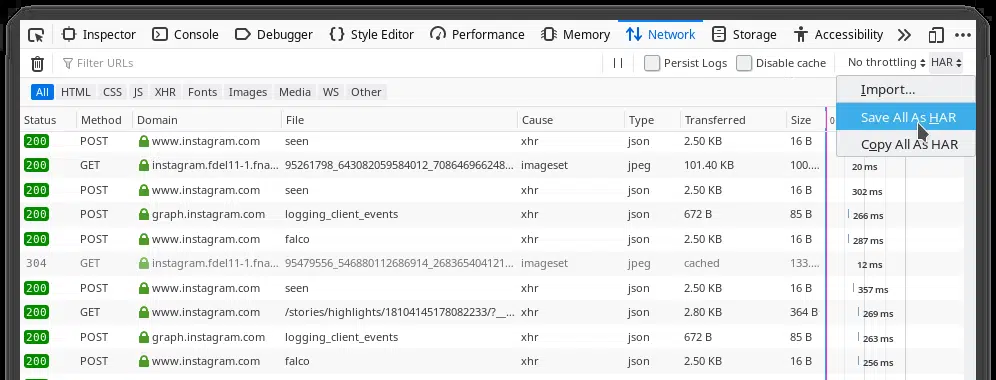 Inspector Console Debugger Style Editor Performance Memory Network Storage Accessibility
Filter URLs Persist Logs Disable cache No throttling HAR
All HTML CSS JS XHR Fonts Images Media WS Other Import...
Status Method Domain File Cause Type Transferred Size 0 Save All As HAR
200 POST www.instagram.com seen xhr json 2.50 KB 16 B Copy All As HAR
200 GET instagram.fdel11-1.fna... 95261798_643082059584012_708646966248... imageset jpeg 101.40 KB 100.... 20 ms
200 POST www.instagram.com seen xhr json 2.50 KB 16 B 302 ms
200 POST graph.instagram.com logging_client_events xhr json 672 B 85 B 266 ms
200 POST www.instagram.com falco xhr json 2.50 KB 16 B 287 ms
304 GET instagram.fdel11-1.fna... 95479556_546880112686914_268365404121... imageset jpeg cached 133.... 12 ms
200 POST www.instagram.com seen xhr json 2.50 KB 16 B 357 ms
200 GET www.instagram.com /stories/highlights/18104145178082233/?__... xhr json 2.80 KB 364 B 269 ms
200 POST graph.instagram.com logging_client_events xhr json 672 B 85 B 263 ms
200 POST www.instagram.com falco xhr json 2.50 KB 16 B 256 ms